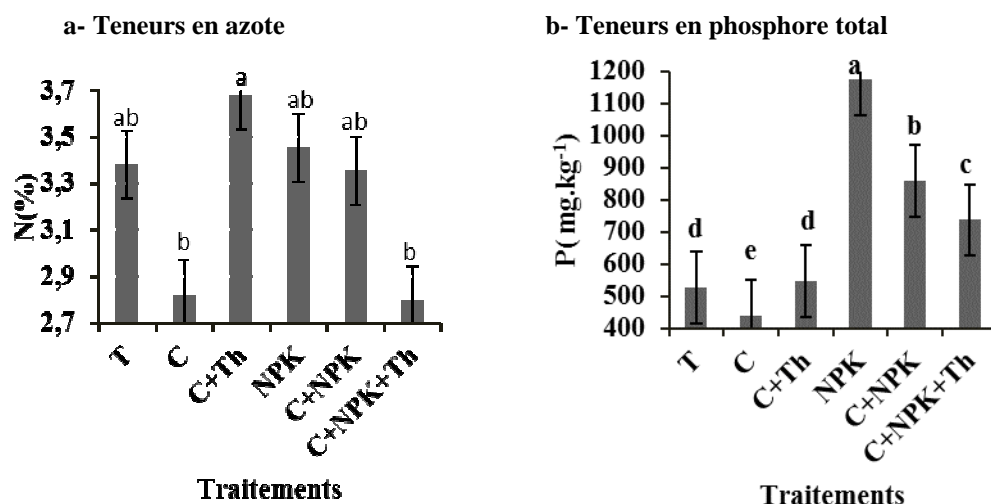 a- Teneurs en azote
N(%)
3,7
3,5
3,3
3,1
2,9
2,7
ab
b
a
ab
ab
b
T
C
C+Th
NPK
C+NPK
C+NPK+Th
Traitements
b- Teneurs en phosphore total
P( mg.kg-1)
1200
1100
1000
900
800
700
600
500
400
d
e
d
a
b
c
T
C
C+Th
NPK
C+NPK
C+NPK+Th
Traitements